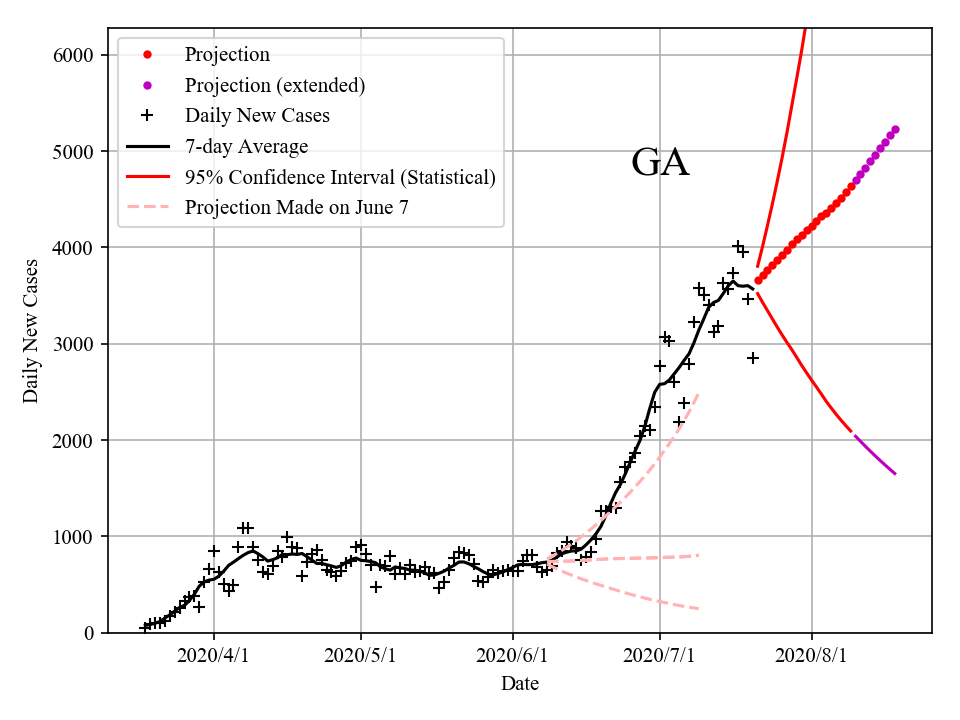 6000
5000
4000
3000
2000
1000
0
Daily New Cases
Projection
Projection (extended)
Daily New Cases
7-day Average
95% Confidence Interval (Statistical)
Projection Made on June 7
GA
2020/4/1 2020/5/1 2020/6/1 2020/7/1 2020/8/1
Date